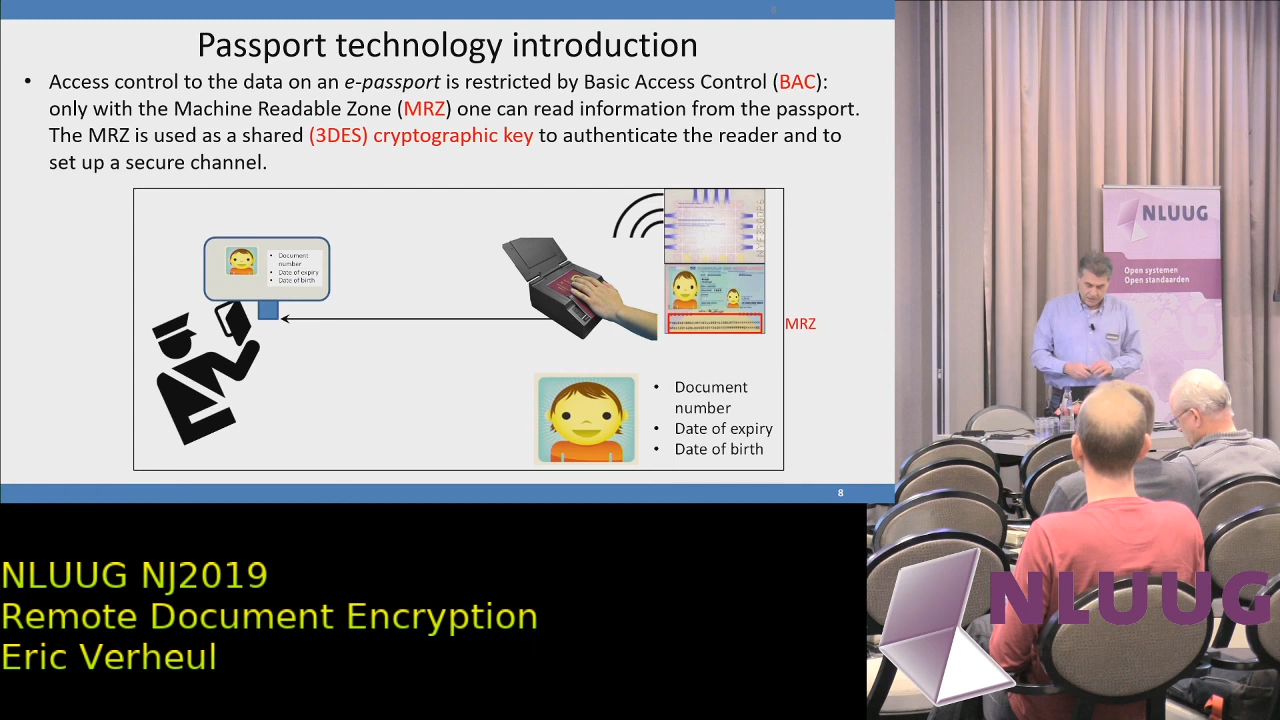 Passport technology introduction
• Access control to the data on an e-passport is restricted by Basic Access Control (BAC):
only with the Machine Readable Zone (MRZ) one can read information from the passport.
The MRZ is used as a shared (3DES) cryptographic key to authenticate the reader and to
set up a secure channel.
• Document
number
• Date of expiry
• Date of birth
MRZ
• Document
number
• Date of expiry
• Date of birth
8
NLUUG
Open systemen
Open standaarden
NLUUG NJ2019
Remote Document Encryption
Eric Verheul
NLUUG